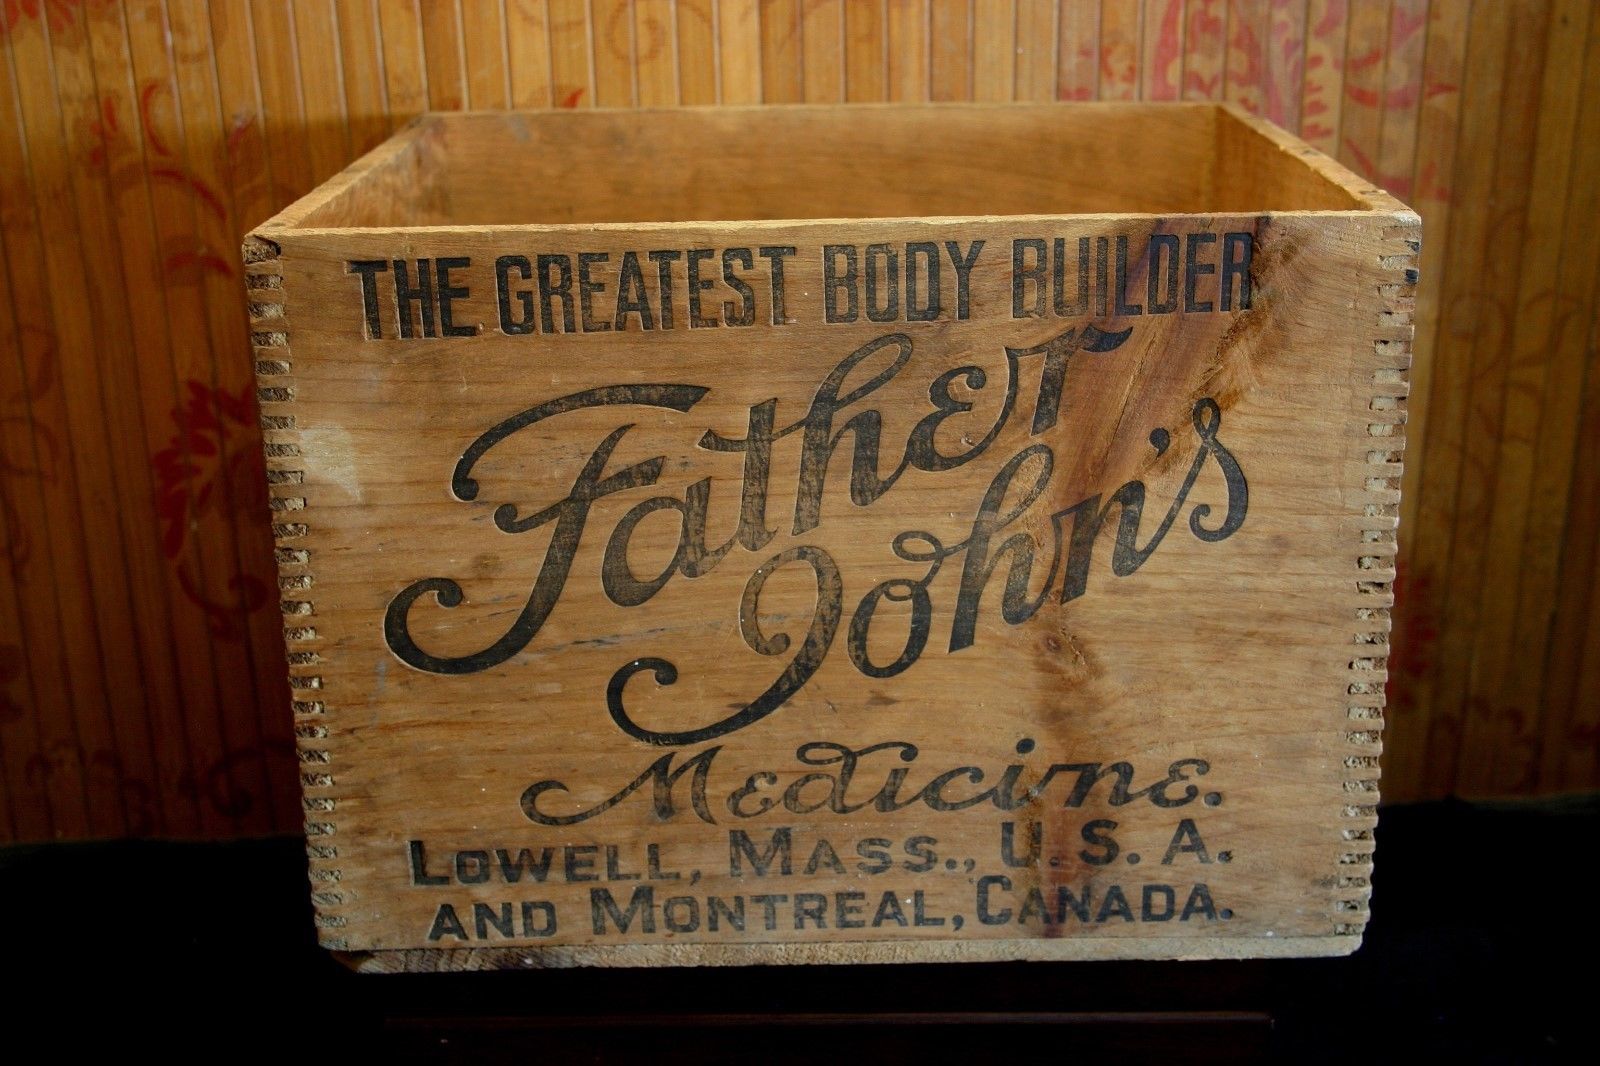 THE GREATEST BODY BUILDER
Father
John's
Medicine.
LOWELL, MASS., U.S.A.
AND MONTREAL, CANADA.